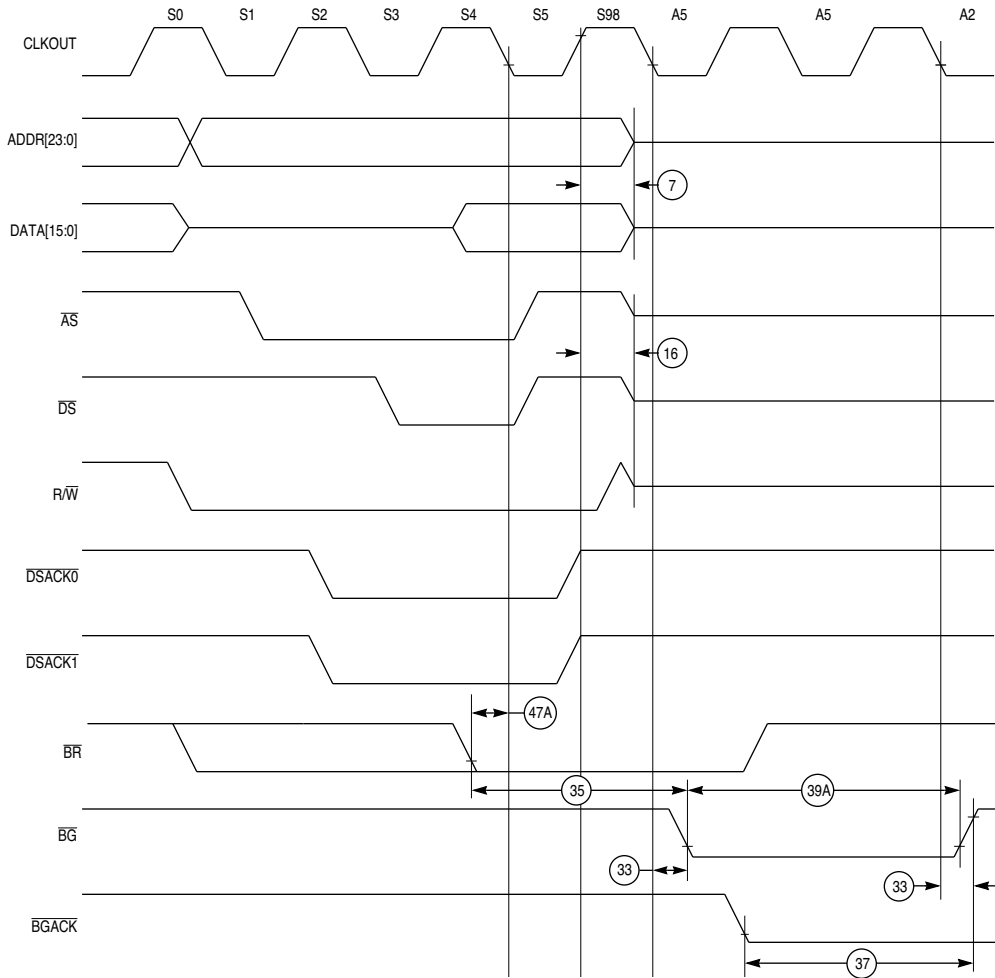 S0 S1 S2 S3 S4 S5 S98 A5 A5 A2
CLKOUT
ADDR[23:0]
7
DATA[15:0]
AS
16
DS
R/W
DSACK0
DSACK1
47A
BR
35 39A
BG
33 33
BGACK
37